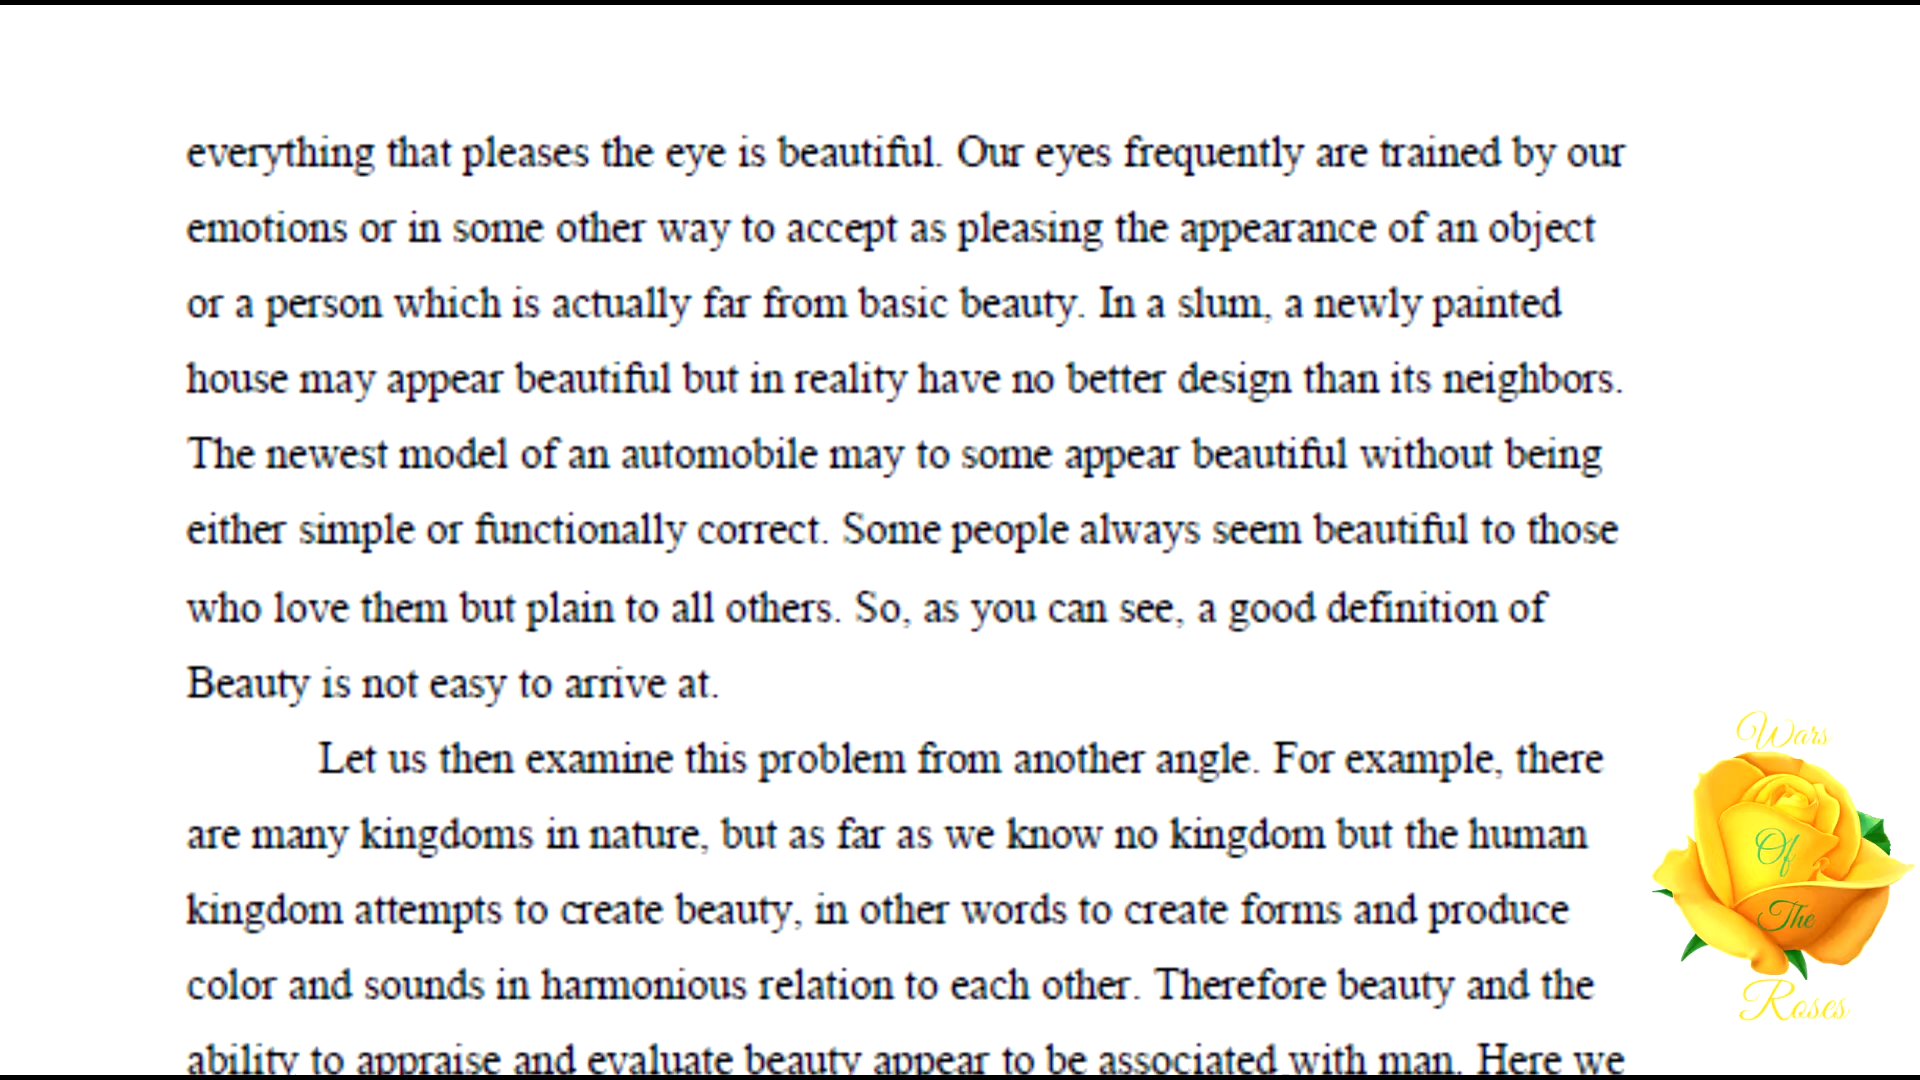 everything that pleases the eye is beautiful. Our eyes frequently are trained by our
emotions or in some other way to accept as pleasing the appearance of an object
or a person which is actually far from basic beauty. In a slum, a newly painted
house may appear beautiful but in reality have no better design than its neighbors.
The newest model of an automobile may to some appear beautiful without being
either simple or functionally correct. Some people always seem beautiful to those
who love them but plain to all others. So, as you can see, a good definition of
Beauty is not easy to arrive at.
Let us then examine this problem from another angle. For example, there
are many kingdoms in nature, but as far as we know no kingdom but the human
kingdom attempts to create beauty, in other words to create forms and produce
color and sounds in harmonious relation to each other. Therefore beauty and the
ability to appraise and evaluate beauty appear to be associated with man. Here we
Wars
Of
The
Roses